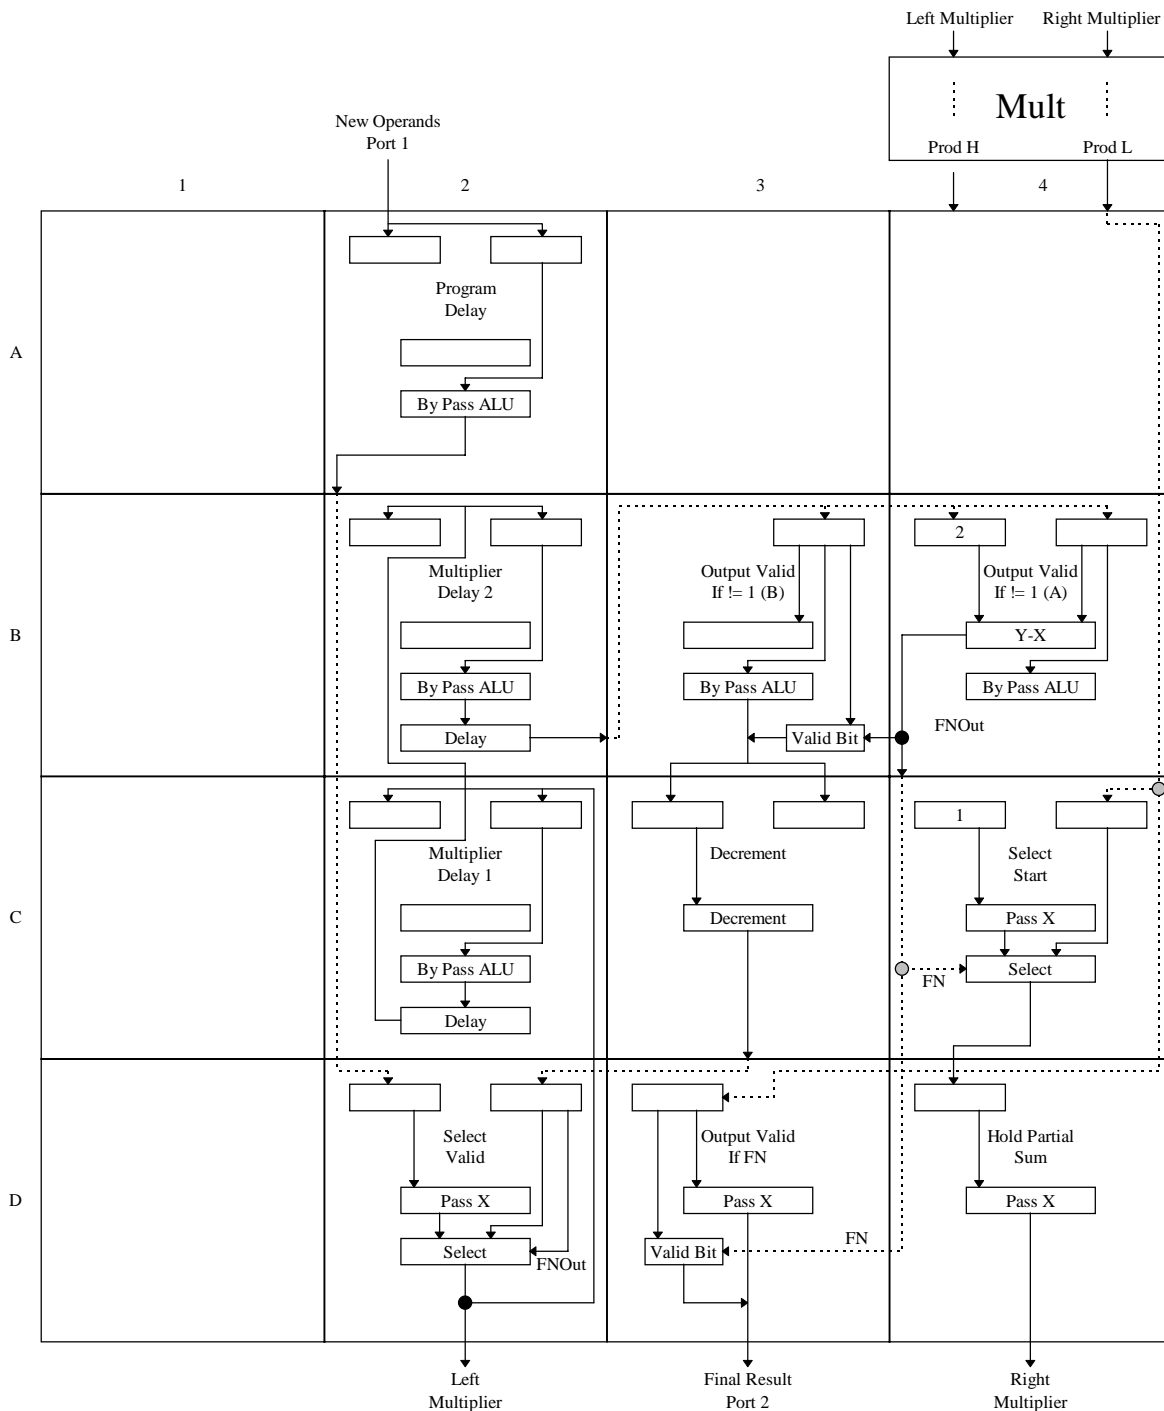 Left Multiplier Right Multiplier
Mult
Prod H Prod L
New Operands
Port 1
1 2 3 4
A
Program
Delay
By Pass ALU
B
Multiplier
Delay 2
By Pass ALU
Delay
Output Valid
If != 1 (B)
By Pass ALU
Valid Bit
2
Output Valid
If != 1 (A)
Y-X
By Pass ALU
FNOut
C
Multiplier
Delay 1
By Pass ALU
Delay
Decrement
Decrement
1
Select
Start
Pass X
Select
FN
D
Select
Valid
Pass X
Select
FNOut
Output Valid
If FN
Pass X
Valid Bit
FN
Hold Partial
Sum
Pass X
Left
Multiplier
Final Result
Port 2
Right
Multiplier